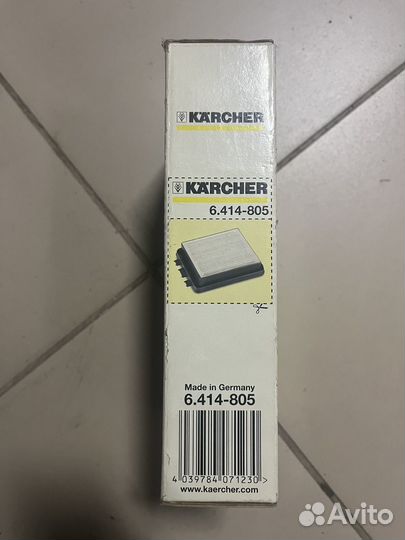 KÄRCHER
KÄRCHER
6.414-805
Made in Germany
6.414-805
4 039784 071230 >
www.kaercher.com
Avito